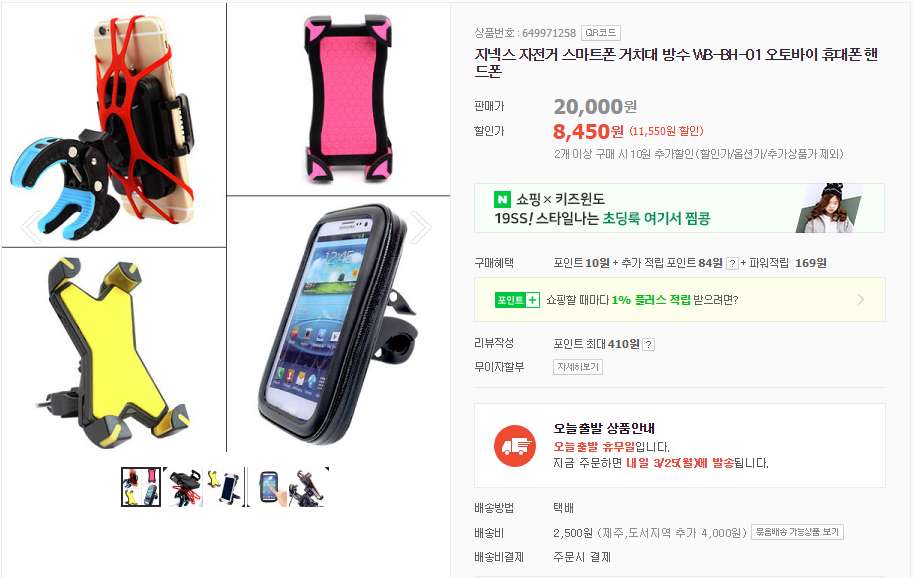 상품번호 : 649971258 QR코드
지넥스 자전거 스마트폰 거치대 방수 WB-BH-01 오토바이 휴대폰 핸
드폰
판매가 20,000원
할인가 8,450원 (11,550원 할인)
2개 이상 구매 시 10원 추가할인(할인가/옵션가/추가상품가 제외)
N 쇼핑×키즈윈도
19SS! 스타일나는 초딩룩 여기서 찜콩
구매혜택 포인트 10원 + 추가 적립 포인트 84원 ? + 파워적립 169원
포인트 + 쇼핑할 때마다 1% 플러스 적립 받으려면?
리뷰작성 포인트 최대 410원 ?
무이자할부 자세히보기
오늘출발 상품안내
오늘출발 휴무일입니다.
지금 주문하면 내일 3/25(월)에 발송됩니다.
배송방법 택배
배송비 2,500원 (제주,도서지역 추가 4,000원) 묶음배송 가능상품 보기
배송비결제 주문시 결제
SAMSUNG
12:45